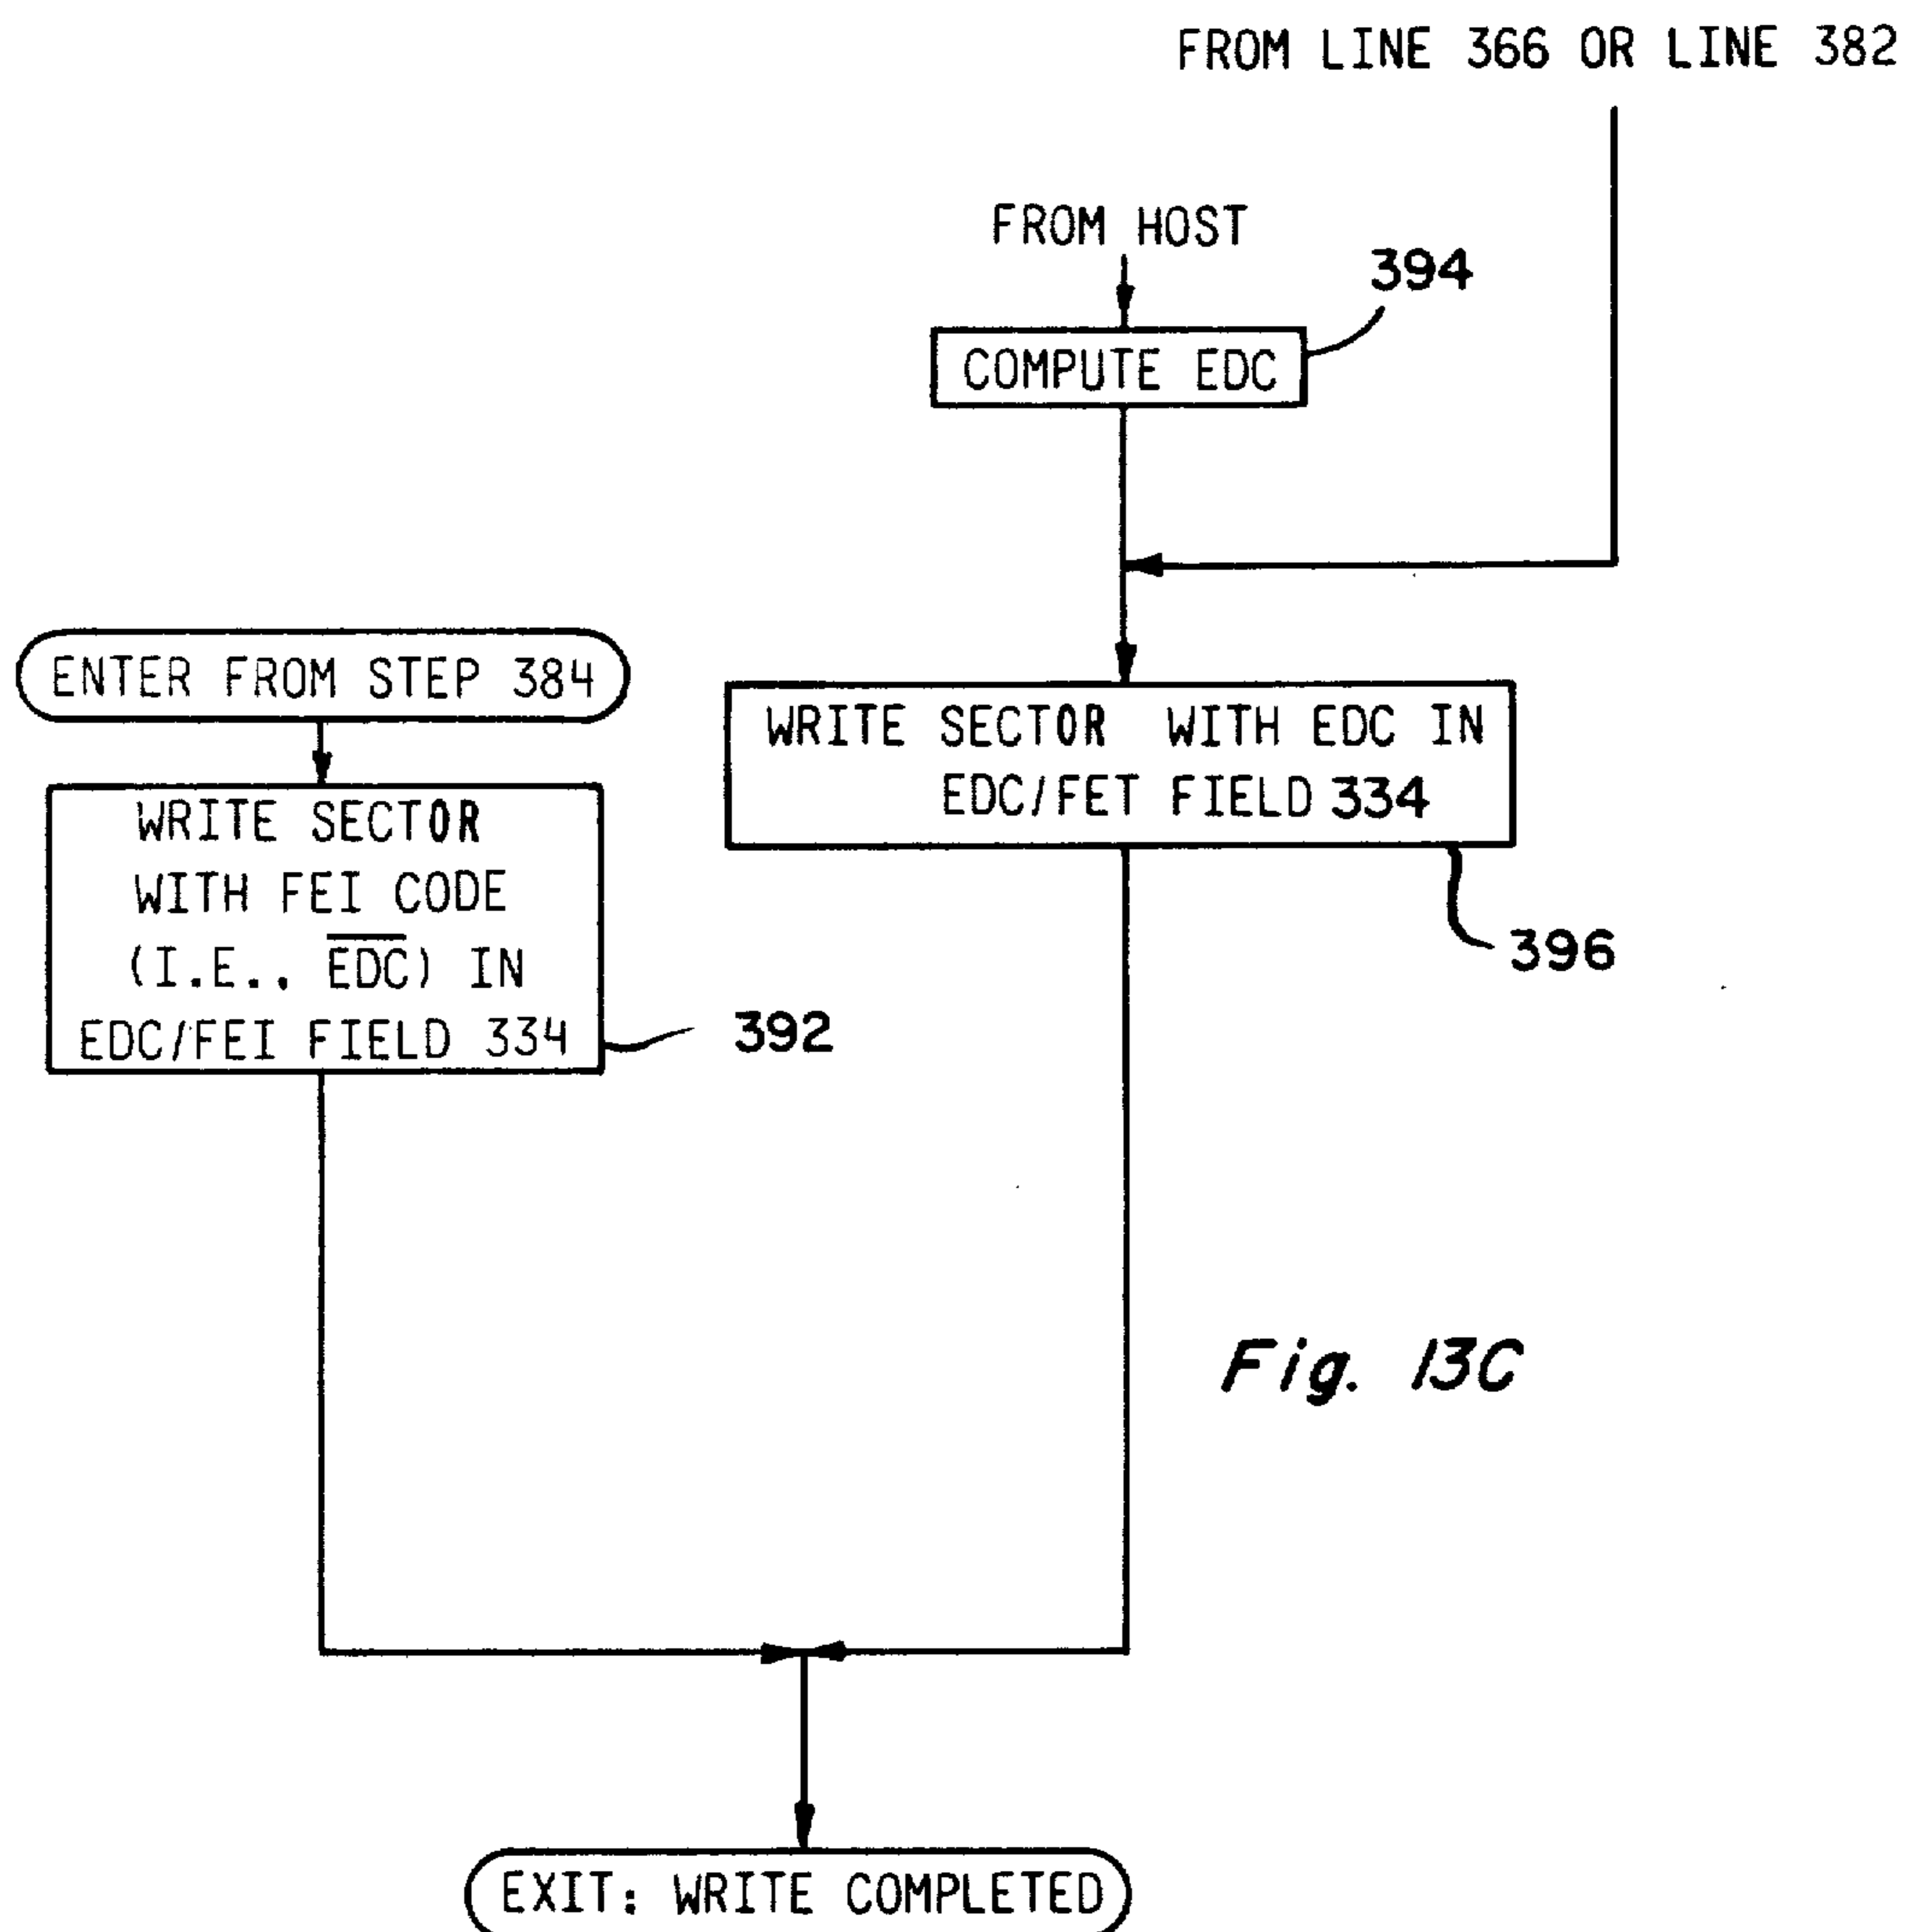 FROM LINE 366 OR LINE 382
FROM HOST
394
COMPUTE EDC
ENTER FROM STEP 384
WRITE SECTOR WITH EDC IN
EDC/FET FIELD 334
WRITE SECTOR
WITH FEI CODE
(I.E., E̅D̅C̅) IN
EDC/FEI FIELD 334
396
392
Fig. 13C
EXIT: WRITE COMPLETED